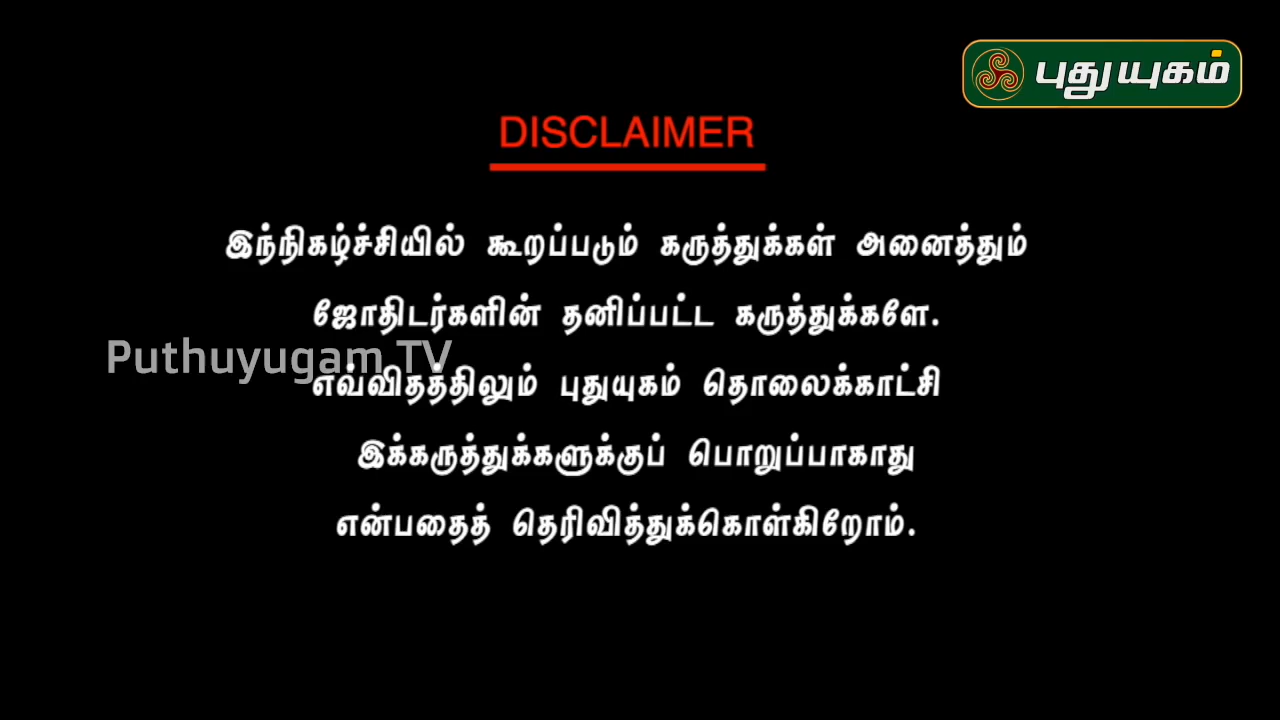 புதுயுகம்
DISCLAIMER
இந்நிகழ்ச்சியில் கூறப்படும் கருத்துக்கள் அனைத்தும்
ஜோதிடர்களின் தனிப்பட்ட கருத்துக்களே.
Puthuyugam TV
எவ்விதத்திலும் புதுயுகம் தொலைக்காட்சி
இக்கருத்துக்களுக்குப் பொறுப்பாகாது
என்பதைத் தெரிவித்துக்கொள்கிறோம்.